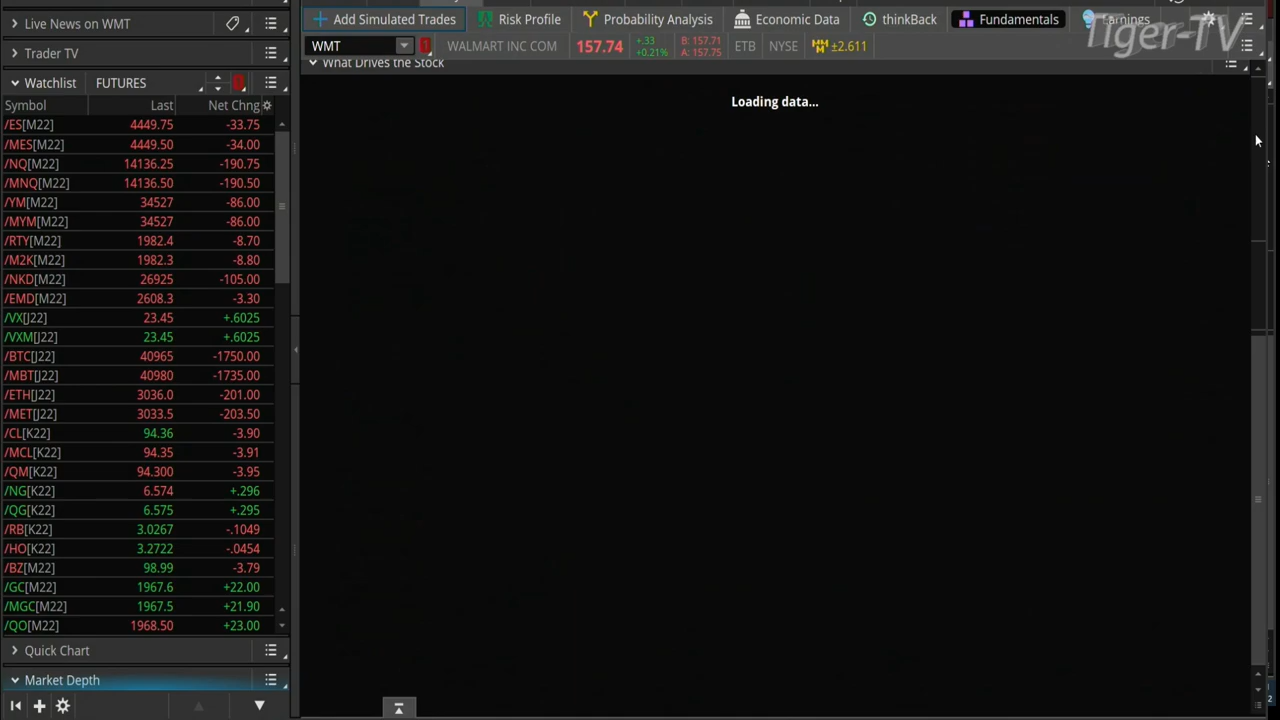 Live News on WMT
Trader TV
Watchlist FUTURES
Symbol Last Net Chng
/ES[M22] 4449.75 -33.75
/MES[M22] 4449.50 -34.00
/NQ[M22] 14136.25 -190.75
/MNQ[M22] 14136.50 -190.50
/YM[M22] 34527 -86.00
/MYM[M22] 34527 -86.00
/RTY[M22] 1982.4 -8.70
/M2K[M22] 1982.3 -8.80
/NKD[M22] 26925 -105.00
/EMD[M22] 2608.3 -3.30
/VX[J22] 23.45 +.6025
/VXM[J22] 23.45 +.6025
/BTC[J22] 40965 -1750.00
/MBT[J22] 40980 -1735.00
/ETH[J22] 3036.0 -201.00
/MET[J22] 3033.5 -203.50
/CL[K22] 94.36 -3.90
/MCL[K22] 94.35 -3.91
/QM[K22] 94.300 -3.95
/NG[K22] 6.574 +.296
/QG[K22] 6.575 +.295
/RB[K22] 3.0267 -.1049
/HO[K22] 3.2722 -.0454
/BZ[K22] 98.99 -3.79
/GC[M22] 1967.6 +22.00
/MGC[M22] 1967.5 +21.90
/QO[M22] 1968.50 +23.00
Quick Chart
Market Depth
Add Simulated Trades Risk Profile Probability Analysis Economic Data thinkBack Fundamentals Earnings
Tiger-TV
WMT 1 WALMART INC COM 157.74 +.33 +0.21% B: 157.71 A: 157.75 ETB NYSE MM ±2.611
What Drives the Stock
Loading data...